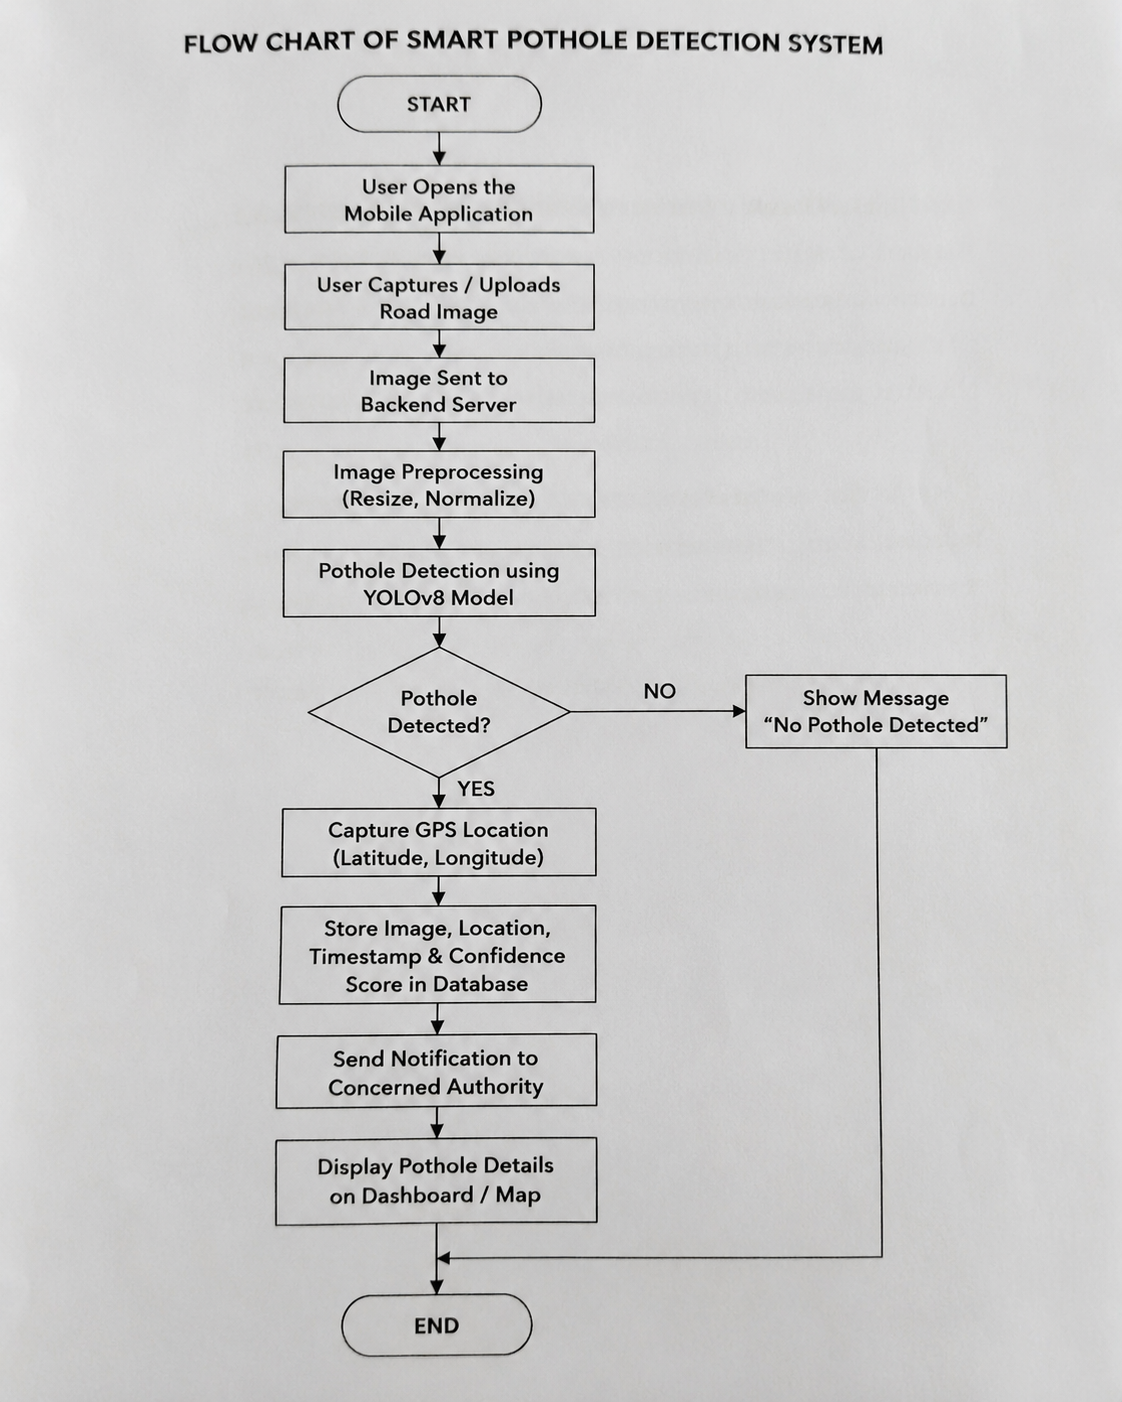 FLOW CHART OF SMART POTHOLE DETECTION SYSTEM
START
User Opens the
Mobile Application
User Captures / Uploads
Road Image
Image Sent to
Backend Server
Image Preprocessing
(Resize, Normalize)
Pothole Detection using
YOLOv8 Model
Pothole
Detected?
NO
Show Message
“No Pothole Detected”
YES
Capture GPS Location
(Latitude, Longitude)
Store Image, Location,
Timestamp & Confidence
Score in Database
Send Notification to
Concerned Authority
Display Pothole Details
on Dashboard / Map
END